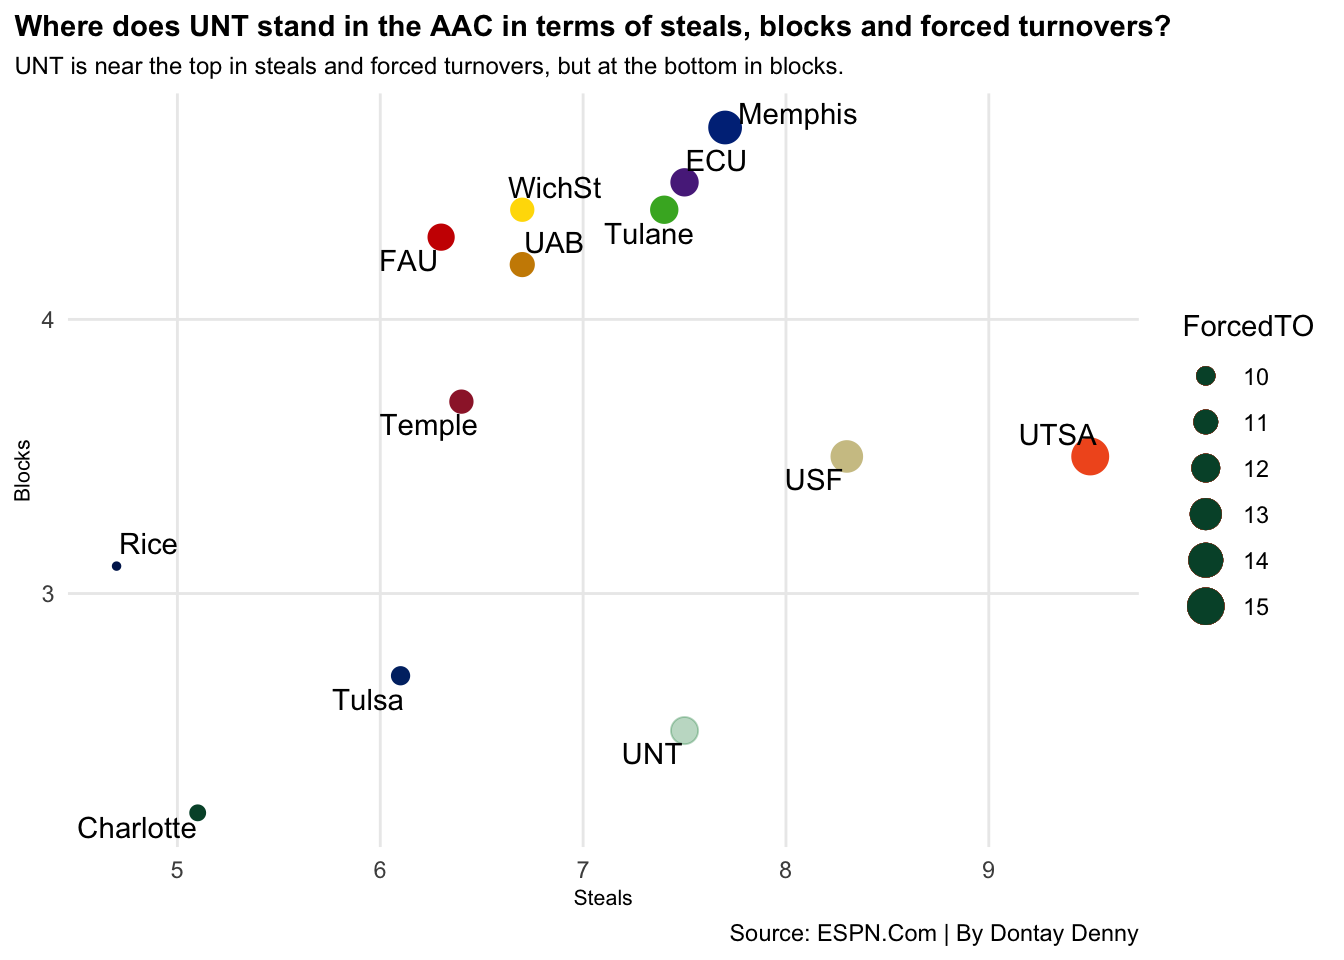 Where does UNT stand in the AAC in terms of steals, blocks and forced turnovers?
UNT is near the top in steals and forced turnovers, but at the bottom in blocks.
Memphis
ECU
WichSt
Tulane
UAB
FAU
4
ForcedTO
10
11
12
13
14
15
Temple
UTSA
USF
Blocks
Rice
3
Tulsa
UNT
Charlotte
5 6 7 8 9
Steals
Source: ESPN.Com | By Dontay Denny